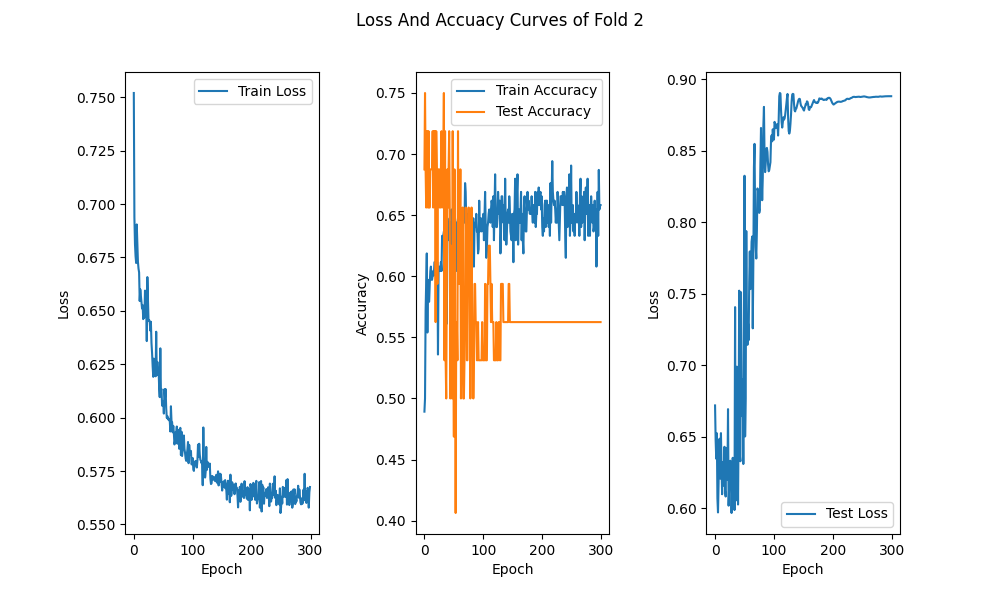 Loss And Accuacy Curves of Fold 2
Loss
0.750
0.725
0.700
0.675
0.650
0.625
0.600
0.575
0.550
0 100 200 300
Epoch
Train Loss
Accuracy
0.75
0.70
0.65
0.60
0.55
0.50
0.45
0.40
0 100 200 300
Epoch
Train Accuracy
Test Accuracy
Loss
0.90
0.85
0.80
0.75
0.70
0.65
0.60
0 100 200 300
Epoch
Test Loss